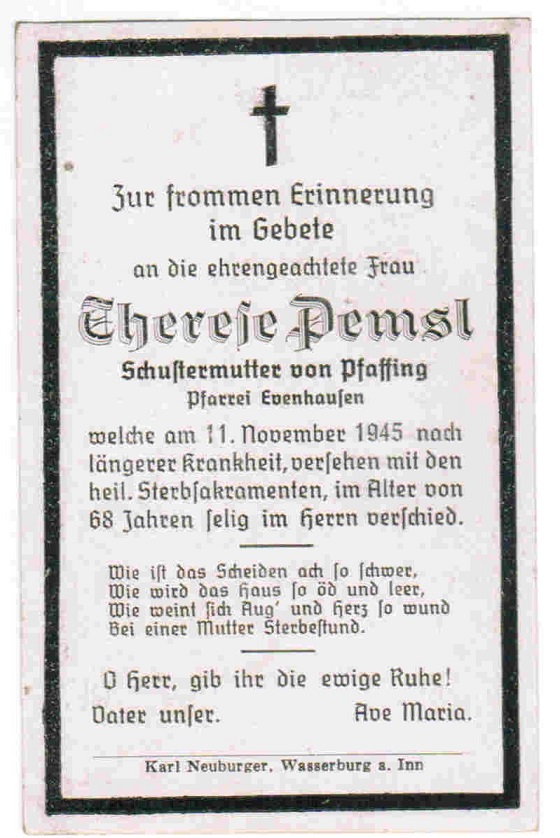 Zur frommen Erinnerung
im Gebete
an die ehrengeachtete Frau
Therese Pemsl
Schustermutter von Pfaffing
Pfarrei Evenhausen
welche am 11. November 1945 nach
längerer Krankheit, versehen mit den
heil. Sterbsakramenten, im Alter von
68 Jahren selig im Herrn verschied.
Wie ist das Scheiden ach so schwer,
Wie wird das Haus so öd und leer,
Wie weint sich Aug' und Herz so wund
Bei einer Mutter Sterbestund.
O Herr, gib ihr die ewige Ruhe!
Vater unser. Ave Maria.
Karl Neuburger, Wasserburg a. Inn